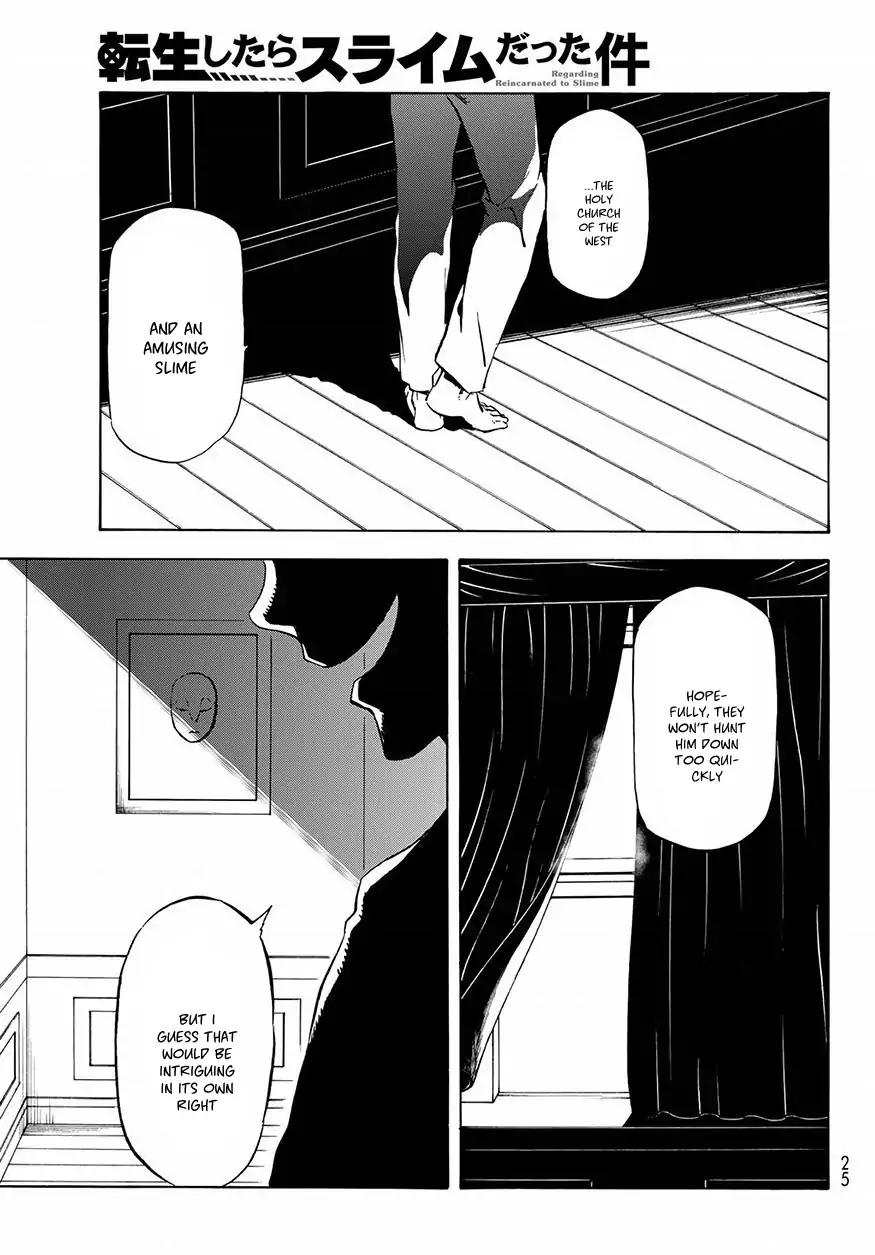 転生したらスライムだった件
Regarding
Reincarnated to Slime
...THE
HOLY
CHURCH
OF THE
WEST
AND AN
AMUSING
SLIME
HOPE-
FULLY, THEY
WON'T HUNT
HIM DOWN
TOO QUI-
CKLY
BUT I
GUESS THAT
WOULD BE
INTRIGUING
IN ITS OWN
RIGHT
25